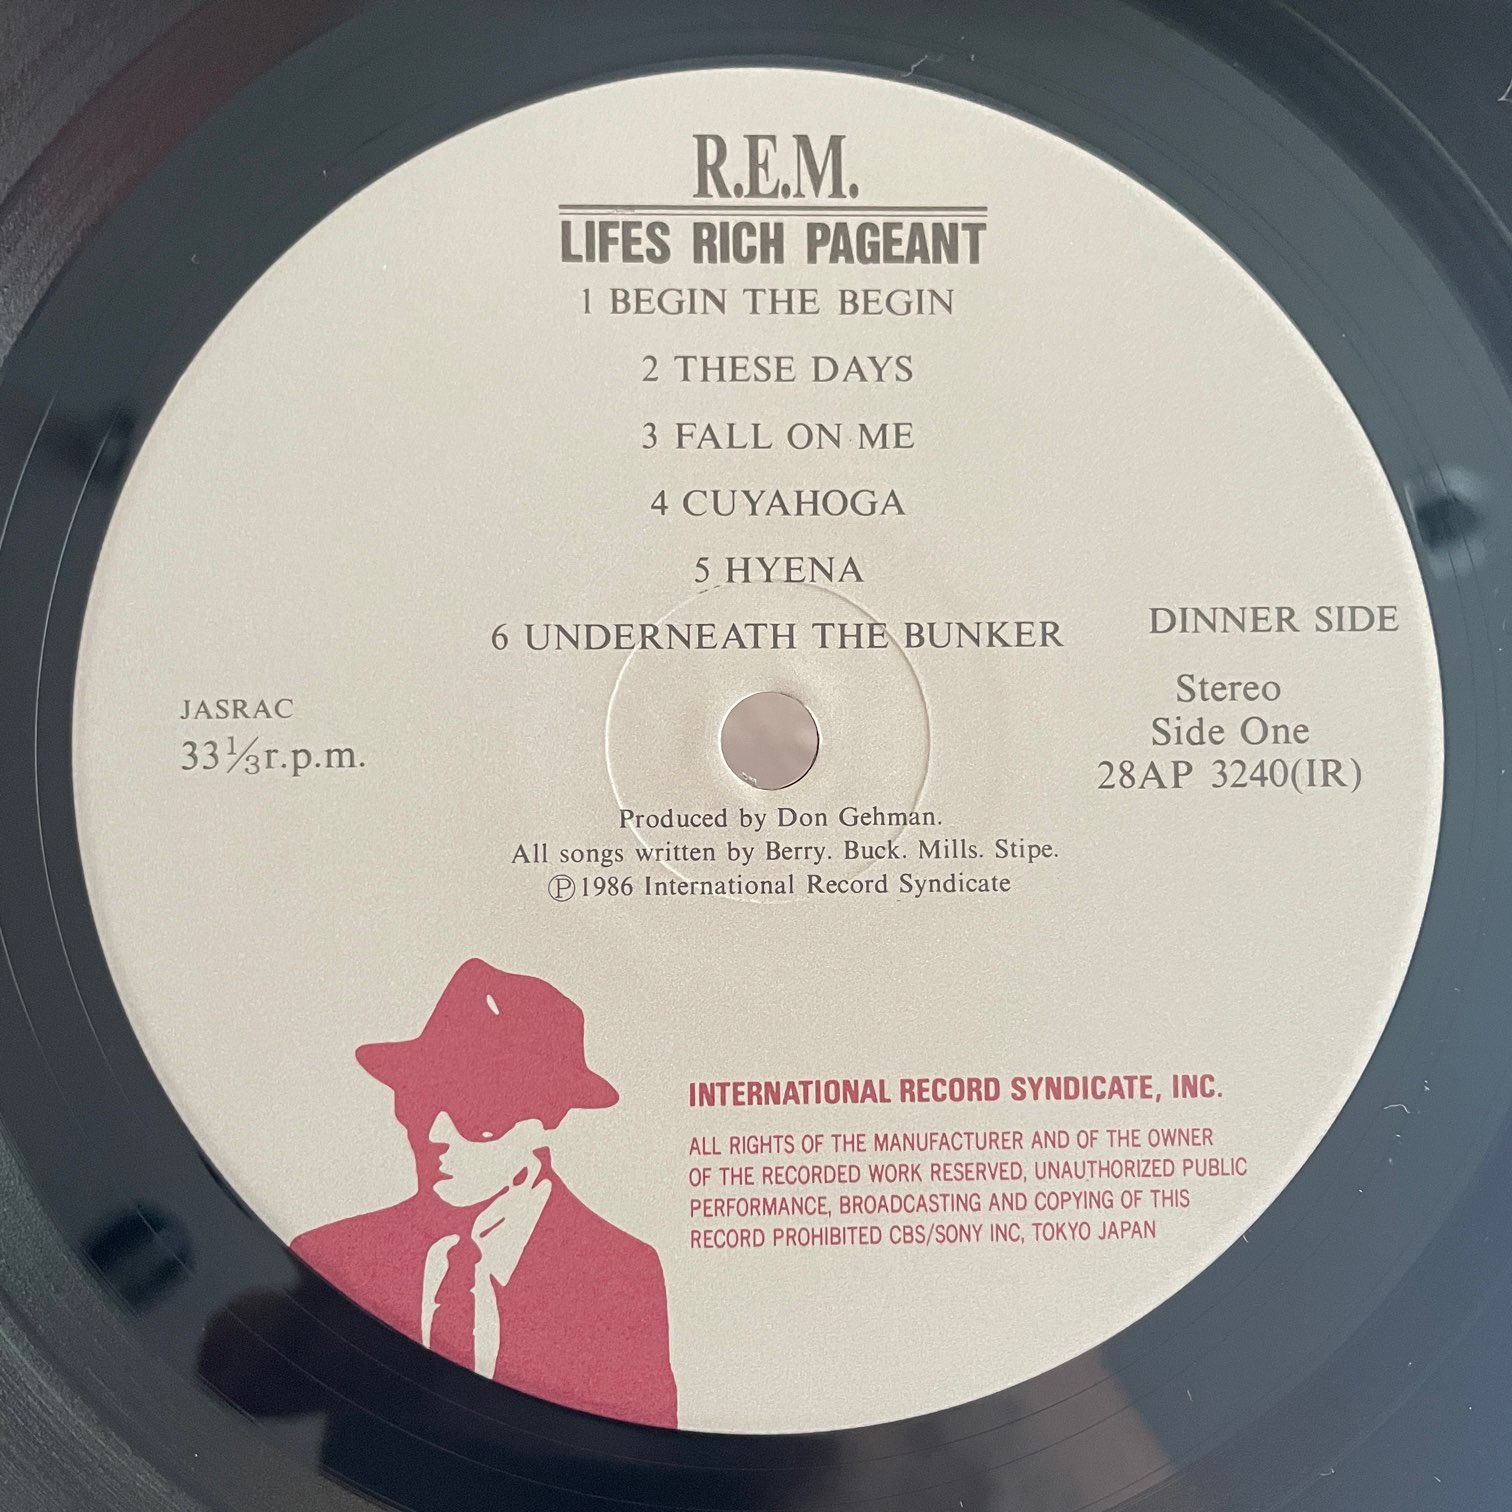 R.E.M.
LIFES RICH PAGEANT
1 BEGIN THE BEGIN
2 THESE DAYS
3 FALL ON ME
4 CUYAHOGA
5 HYENA
6 UNDERNEATH THE BUNKER
DINNER SIDE
Stereo
Side One
28AP 3240(IR)
JASRAC
33⅓r.p.m.
Produced by Don Gehman.
All songs written by Berry. Buck. Mills. Stipe.
Ⓟ1986 International Record Syndicate
INTERNATIONAL RECORD SYNDICATE, INC.
ALL RIGHTS OF THE MANUFACTURER AND OF THE OWNER
OF THE RECORDED WORK RESERVED, UNAUTHORIZED PUBLIC
PERFORMANCE, BROADCASTING AND COPYING OF THIS
RECORD PROHIBITED CBS/SONY INC, TOKYO JAPAN